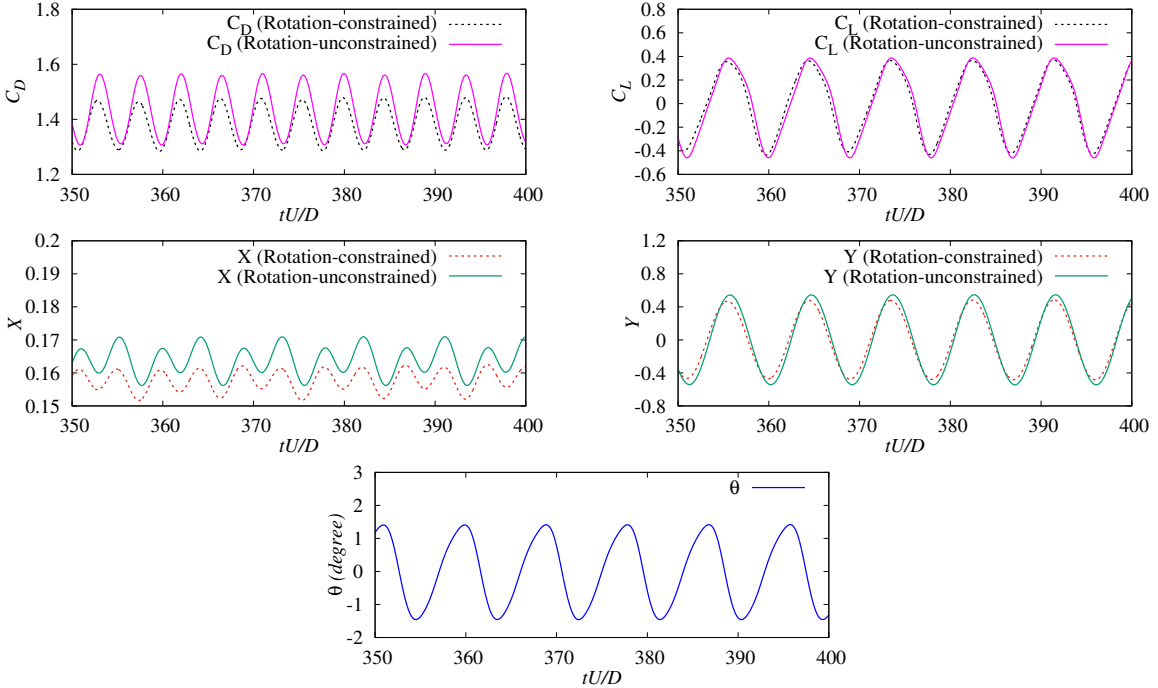 C_D (Rotation-constrained)
C_D (Rotation-unconstrained)
1.8
1.6
1.4
1.2
C_D
350 360 370 380 390 400
tU/D
C_L (Rotation-constrained)
C_L (Rotation-unconstrained)
0.8
0.6
0.4
0.2
0
-0.2
-0.4
-0.6
C_L
350 360 370 380 390 400
tU/D
X (Rotation-constrained)
X (Rotation-unconstrained)
0.2
0.19
0.18
0.17
0.16
0.15
X
350 360 370 380 390 400
tU/D
Y (Rotation-constrained)
Y (Rotation-unconstrained)
1.2
0.8
0.4
0
-0.4
-0.8
Y
350 360 370 380 390 400
tU/D
θ
3
2
1
0
-1
-2
θ (degree)
350 360 370 380 390 400
tU/D